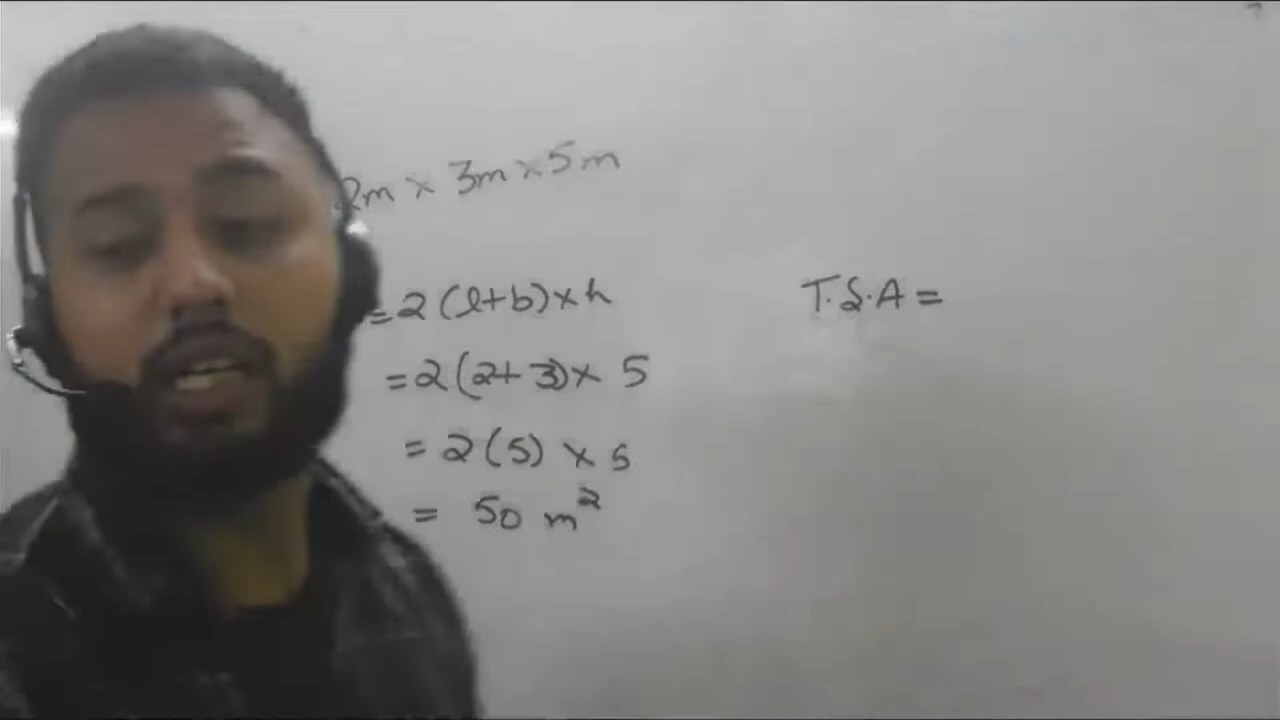 2m × 3m × 5m
= 2 (l+b) × h
T.S.A =
= 2 (2+3) × 5
= 2 (5) × 5
= 50 m²